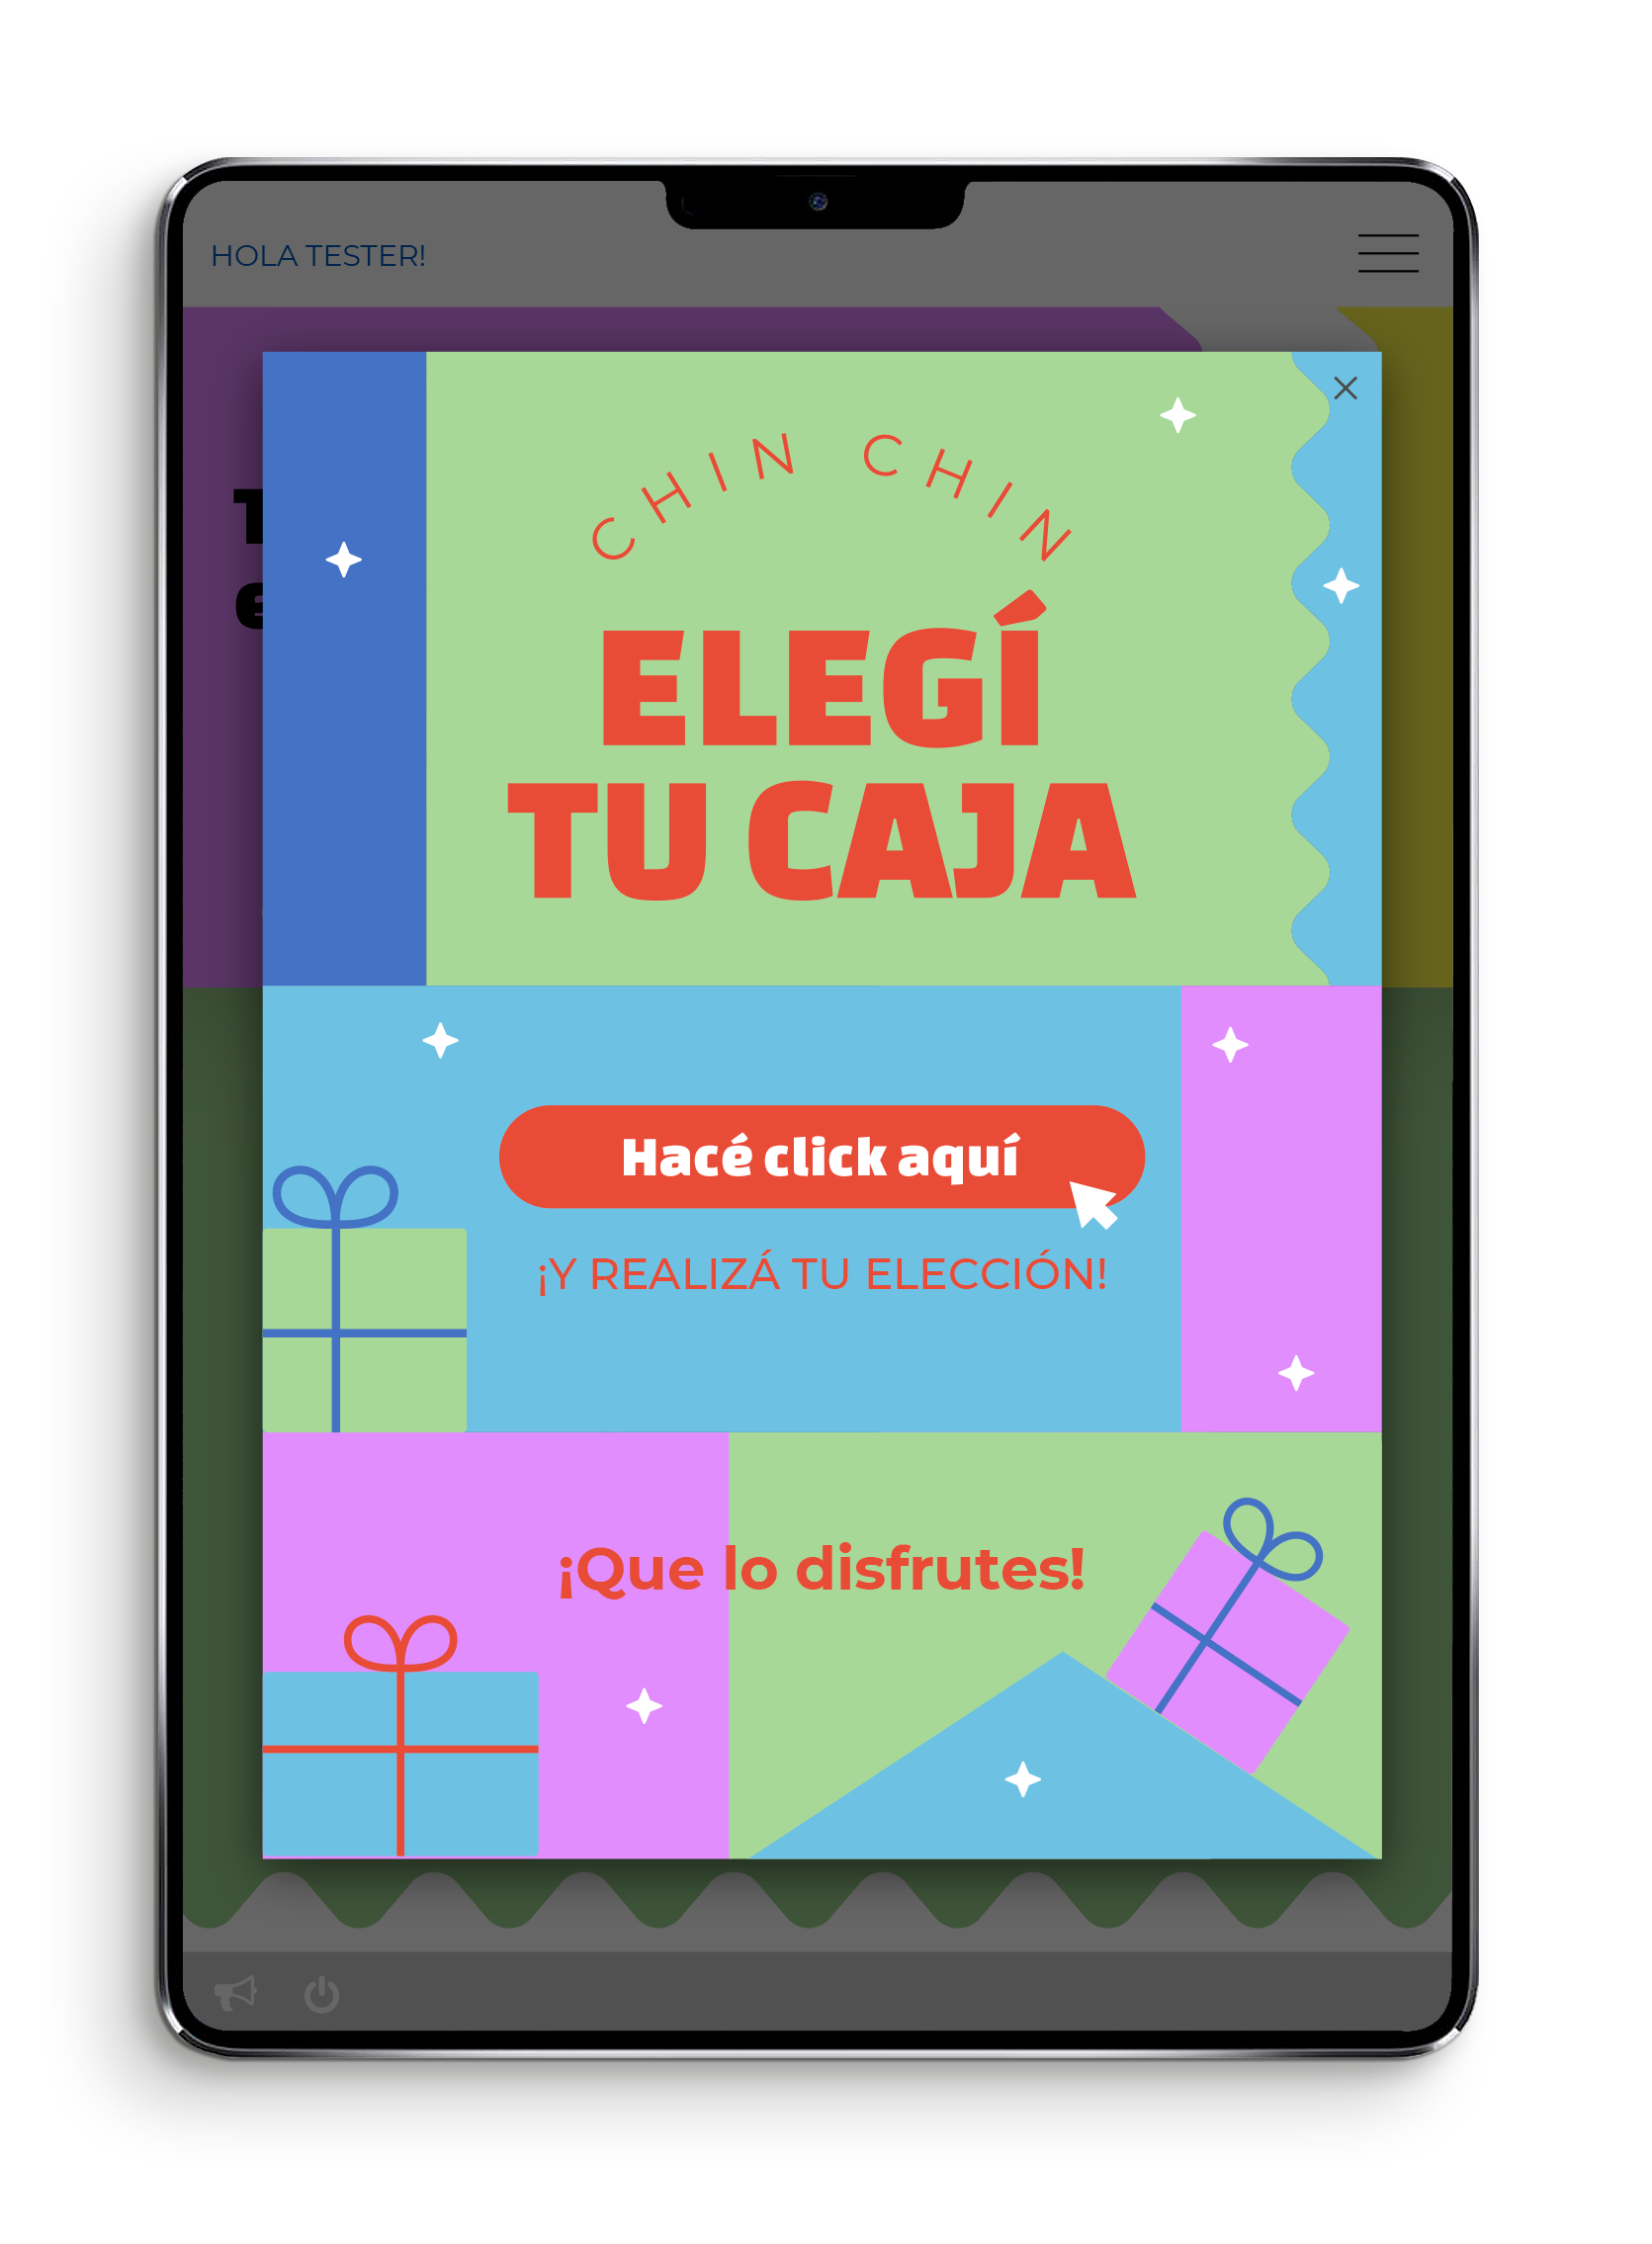 HOLA TESTER!
CHIN CHIN
ELEGÍ
TU CAJA
Hacé click aquí
¡Y REALIZÁ TU ELECCIÓN!
¡Que lo disfrutes!